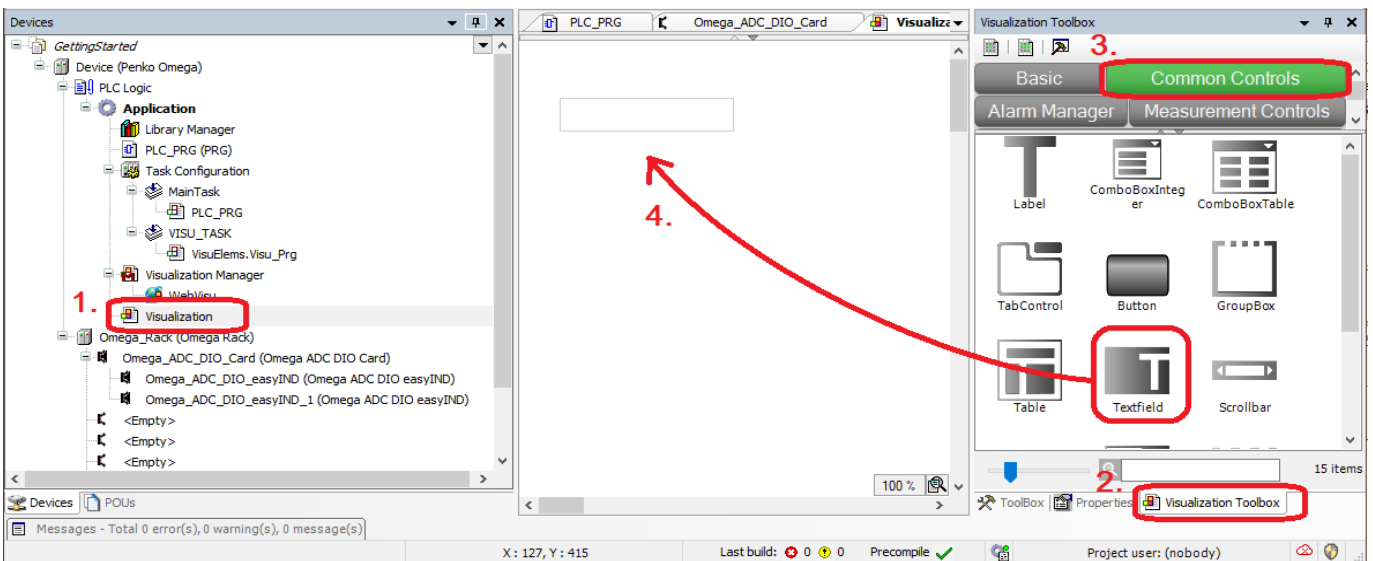 Devices
GettingStarted
Device (Penko Omega)
PLC Logic
Application
Library Manager
PLC_PRG (PRG)
Task Configuration
MainTask
PLC_PRG
VISU_TASK
VisuElems.Visu_Prg
Visualization Manager
WebVisu
1.
Visualization
Omega_Rack (Omega Rack)
Omega_ADC_DIO_Card (Omega ADC DIO Card)
Omega_ADC_DIO_easyIND (Omega ADC DIO easyIND)
Omega_ADC_DIO_easyIND_1 (Omega ADC DIO easyIND)
<Empty>
<Empty>
<Empty>
Devices POUs
PLC_PRG Omega_ADC_DIO_Card Visualiza
4.
100 %
Visualization Toolbox
3.
Basic Common Controls
Alarm Manager Measurement Controls
Label ComboBoxInteg
er ComboBoxTable
TabControl Button GroupBox
Table Textfield Scrollbar
15 items
2.
ToolBox Properties Visualization Toolbox
Messages - Total 0 error(s), 0 warning(s), 0 message(s)
X : 127, Y : 415 Last build: 0 0 Precompile Project user: (nobody)